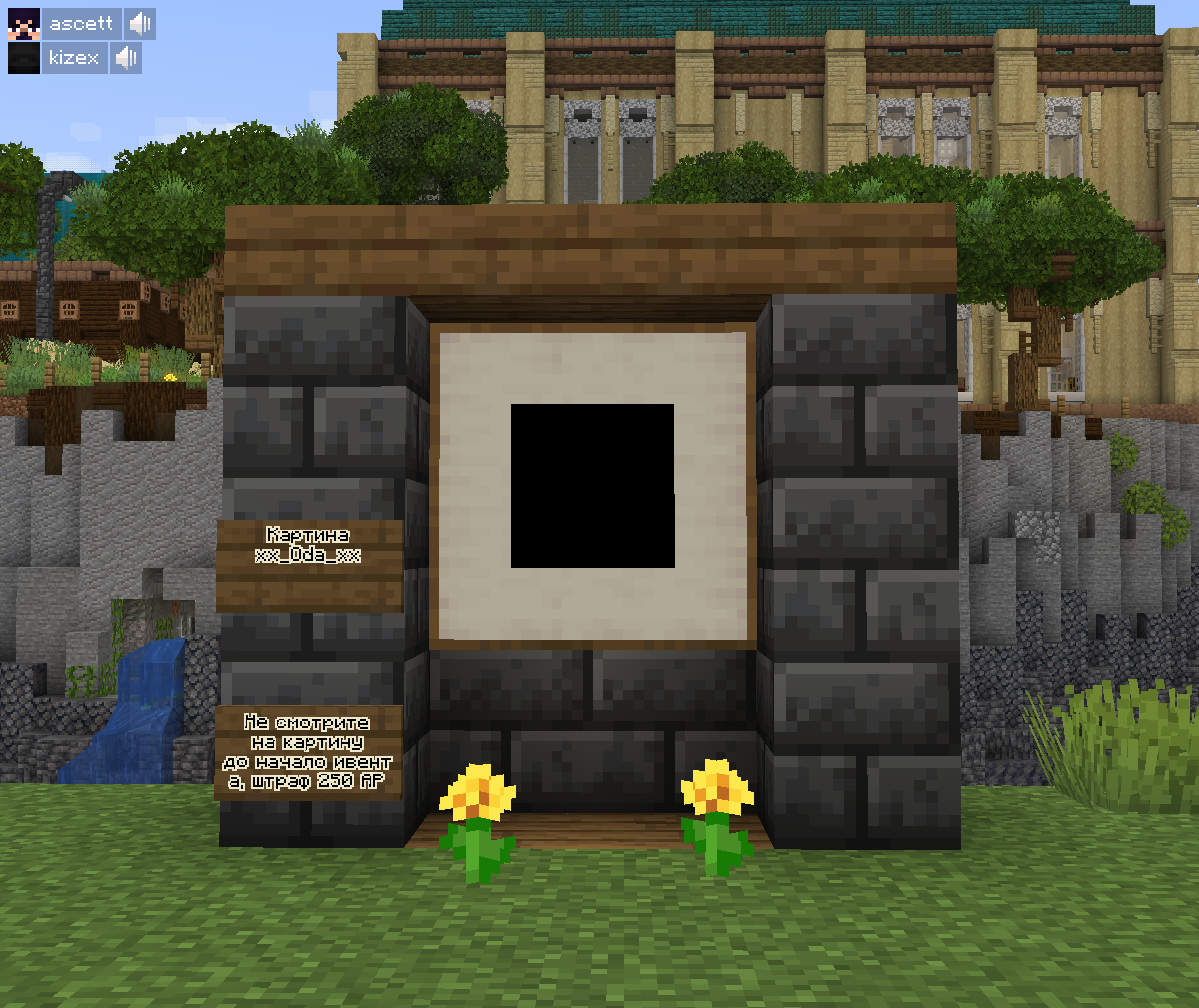 ascett
kizex
Картина
xx_Oda_xx
Не смотрите
на картину
до начало ивент
а, штраф 250 АР